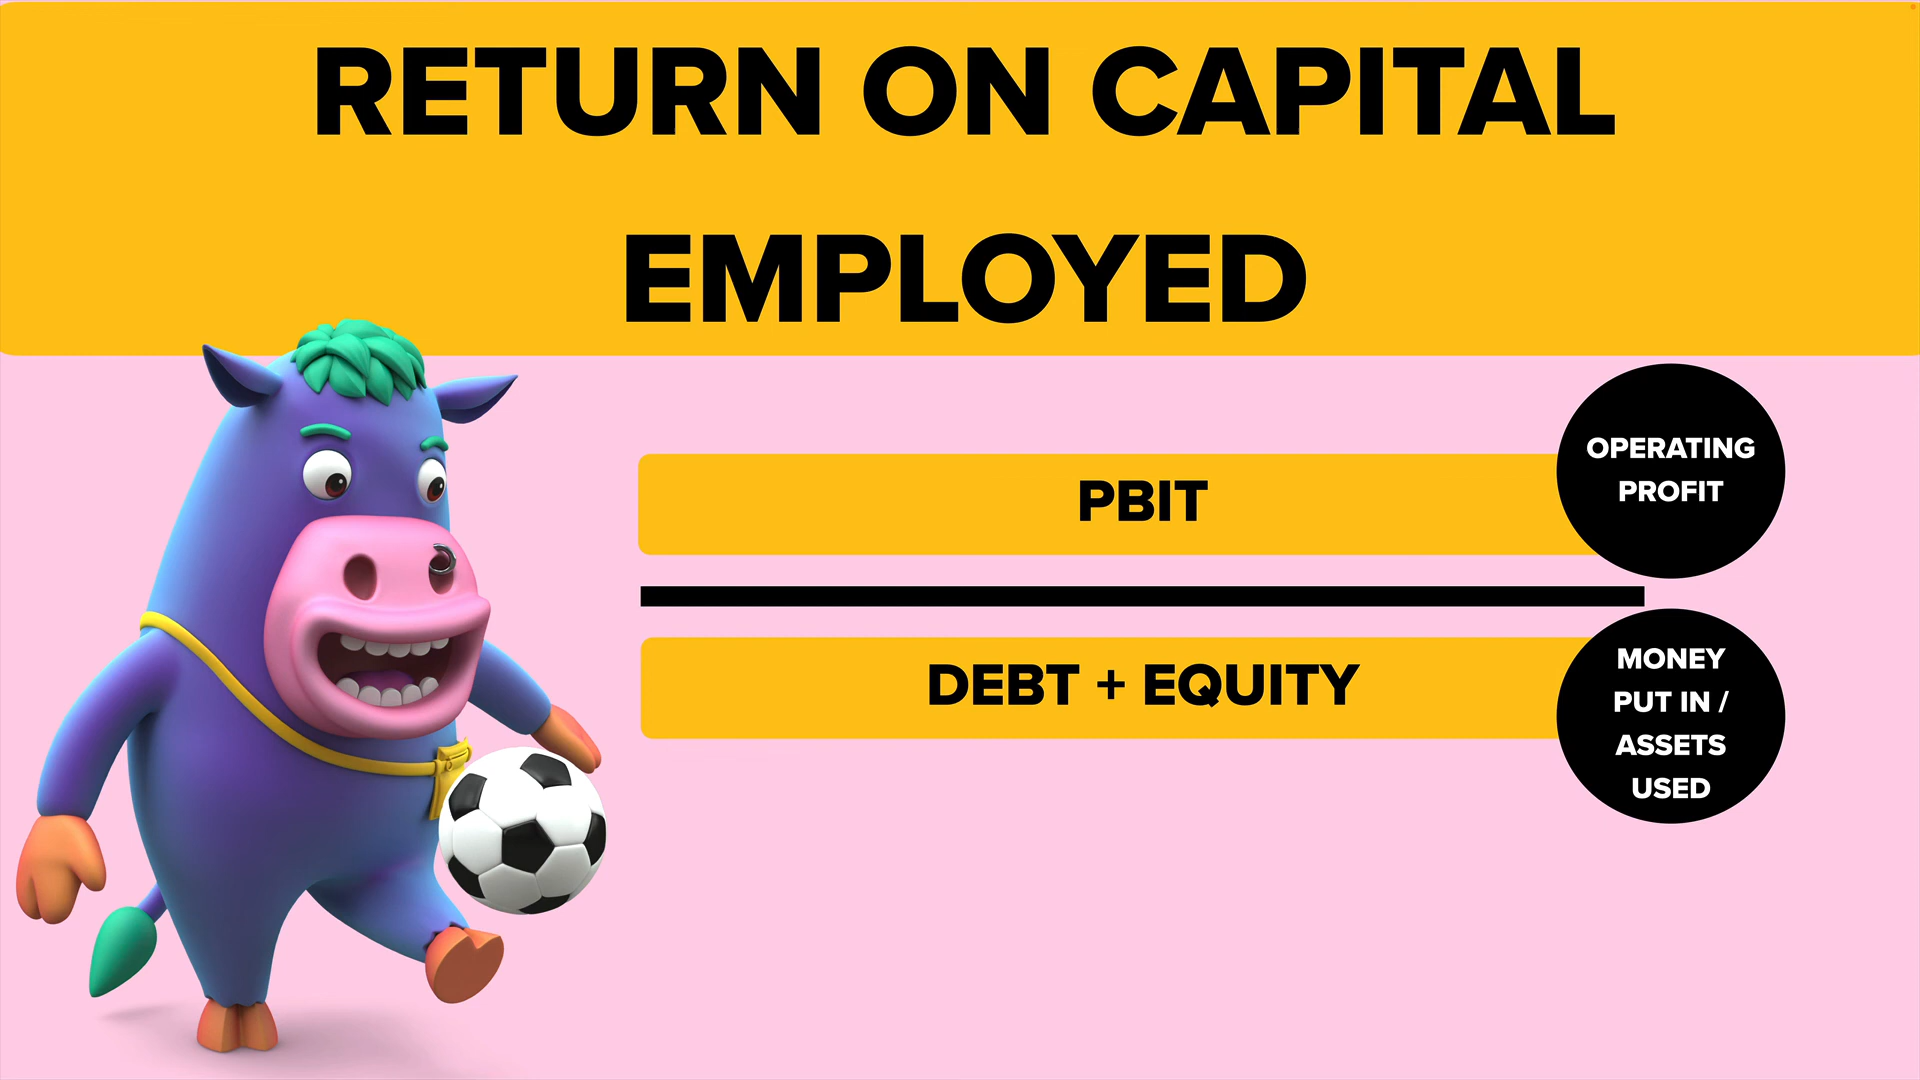 RETURN ON CAPITAL
EMPLOYED
PBIT
OPERATING
PROFIT
DEBT + EQUITY
MONEY
PUT IN /
ASSETS
USED